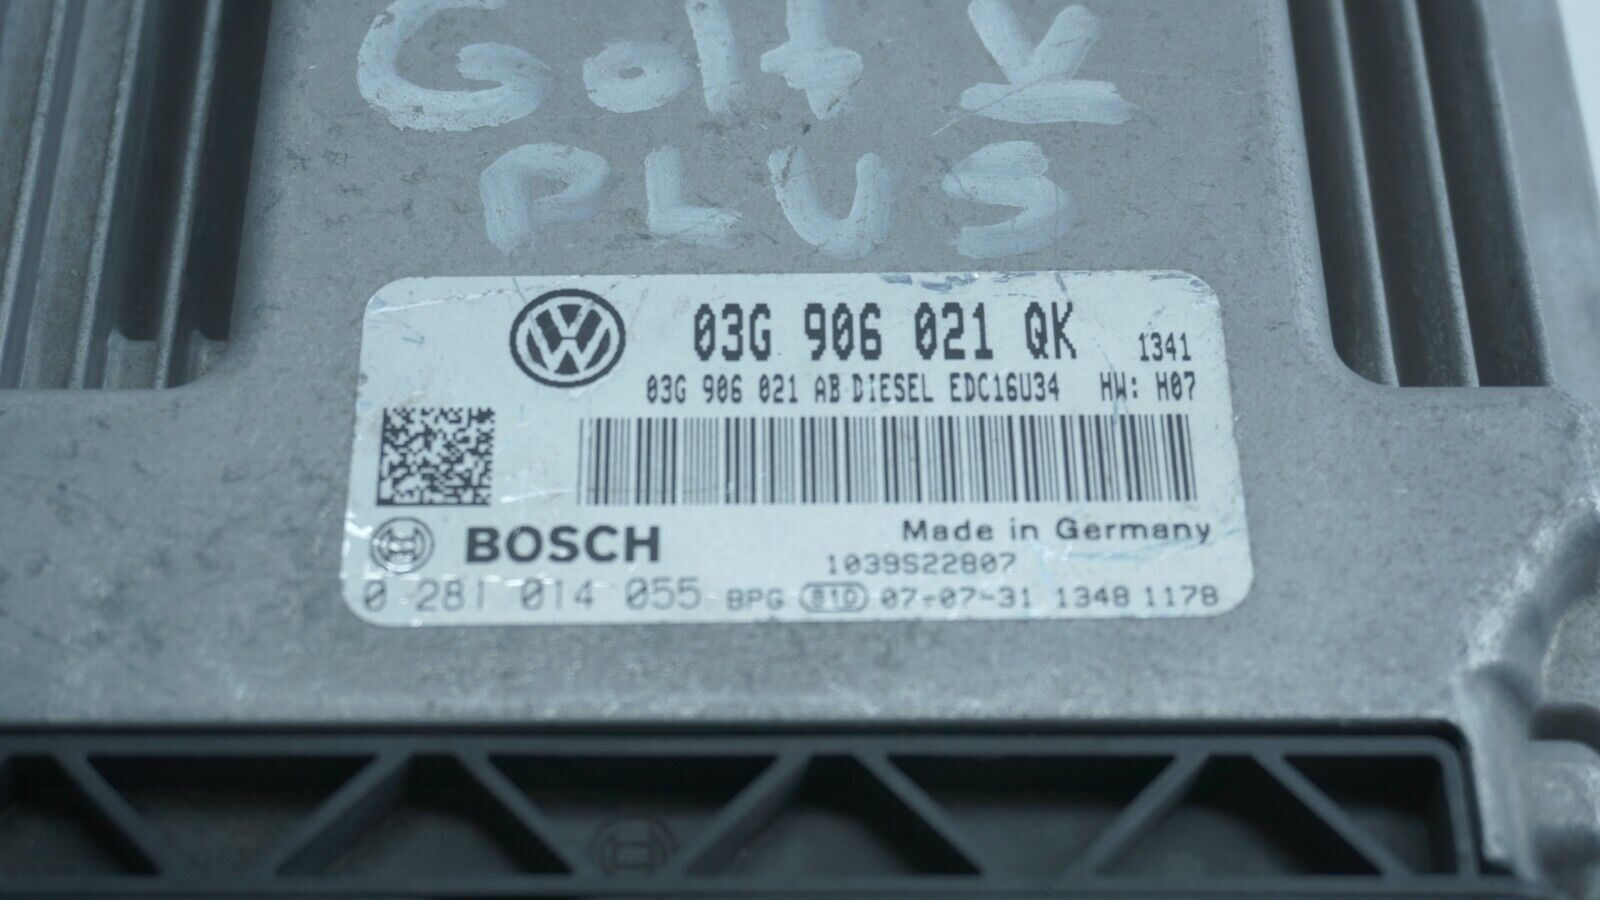 Golf V
PLUS
03G 906 021 QK 1341
03G 906 021 AB DIESEL EDC16U34 HW: H07
BOSCH Made in Germany
1039S22807
0 281 014 055 BPG 810 07-07-31 1348 1178